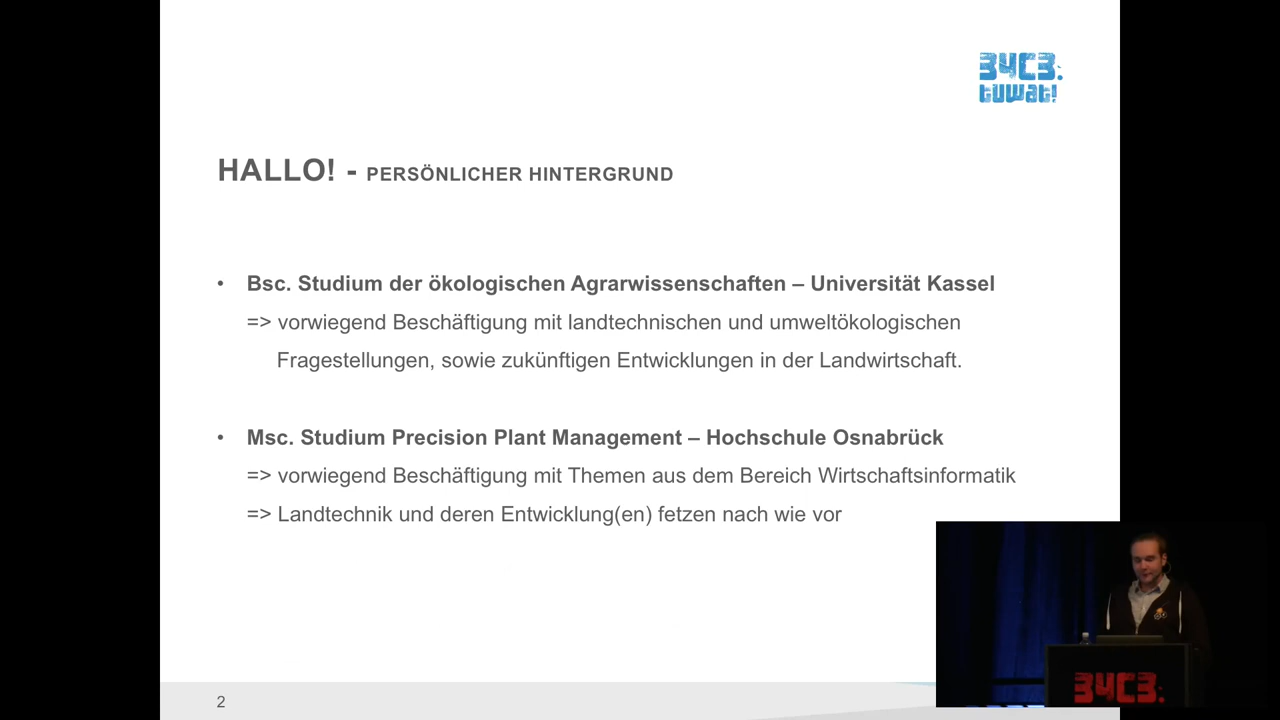 34C3.
tuwat!
HALLO! - PERSÖNLICHER HINTERGRUND
• Bsc. Studium der ökologischen Agrarwissenschaften – Universität Kassel
=> vorwiegend Beschäftigung mit landtechnischen und umweltökologischen
Fragestellungen, sowie zukünftigen Entwicklungen in der Landwirtschaft.
• Msc. Studium Precision Plant Management – Hochschule Osnabrück
=> vorwiegend Beschäftigung mit Themen aus dem Bereich Wirtschaftsinformatik
=> Landtechnik und deren Entwicklung(en) fetzen nach wie vor
34C3.
2